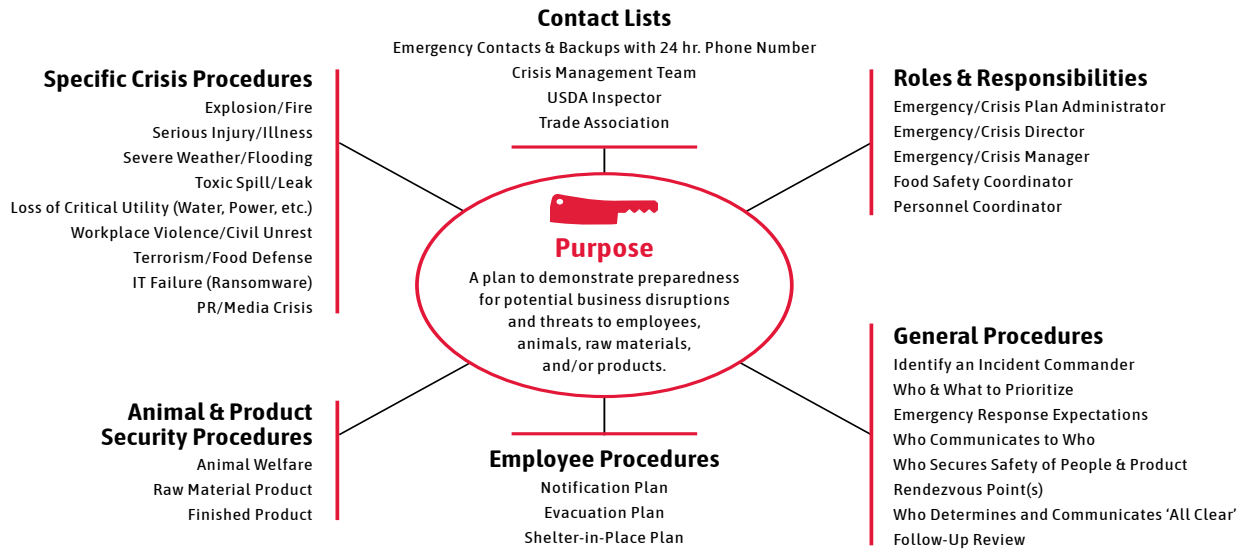 Contact Lists
Emergency Contacts & Backups with 24 hr. Phone Number
Crisis Management Team
USDA Inspector
Trade Association
Specific Crisis Procedures
Explosion/Fire
Serious Injury/Illness
Severe Weather/Flooding
Toxic Spill/Leak
Loss of Critical Utility (Water, Power, etc.)
Workplace Violence/Civil Unrest
Terrorism/Food Defense
IT Failure (Ransomware)
PR/Media Crisis
Roles & Responsibilities
Emergency/Crisis Plan Administrator
Emergency/Crisis Director
Emergency/Crisis Manager
Food Safety Coordinator
Personnel Coordinator
Purpose
A plan to demonstrate preparedness
for potential business disruptions
and threats to employees,
animals, raw materials,
and/or products.
Animal & Product
Security Procedures
Animal Welfare
Raw Material Product
Finished Product
Employee Procedures
Notification Plan
Evacuation Plan
Shelter-in-Place Plan
General Procedures
Identify an Incident Commander
Who & What to Prioritize
Emergency Response Expectations
Who Communicates to Who
Who Secures Safety of People & Product
Rendezvous Point(s)
Who Determines and Communicates ‘All Clear’
Follow-Up Review